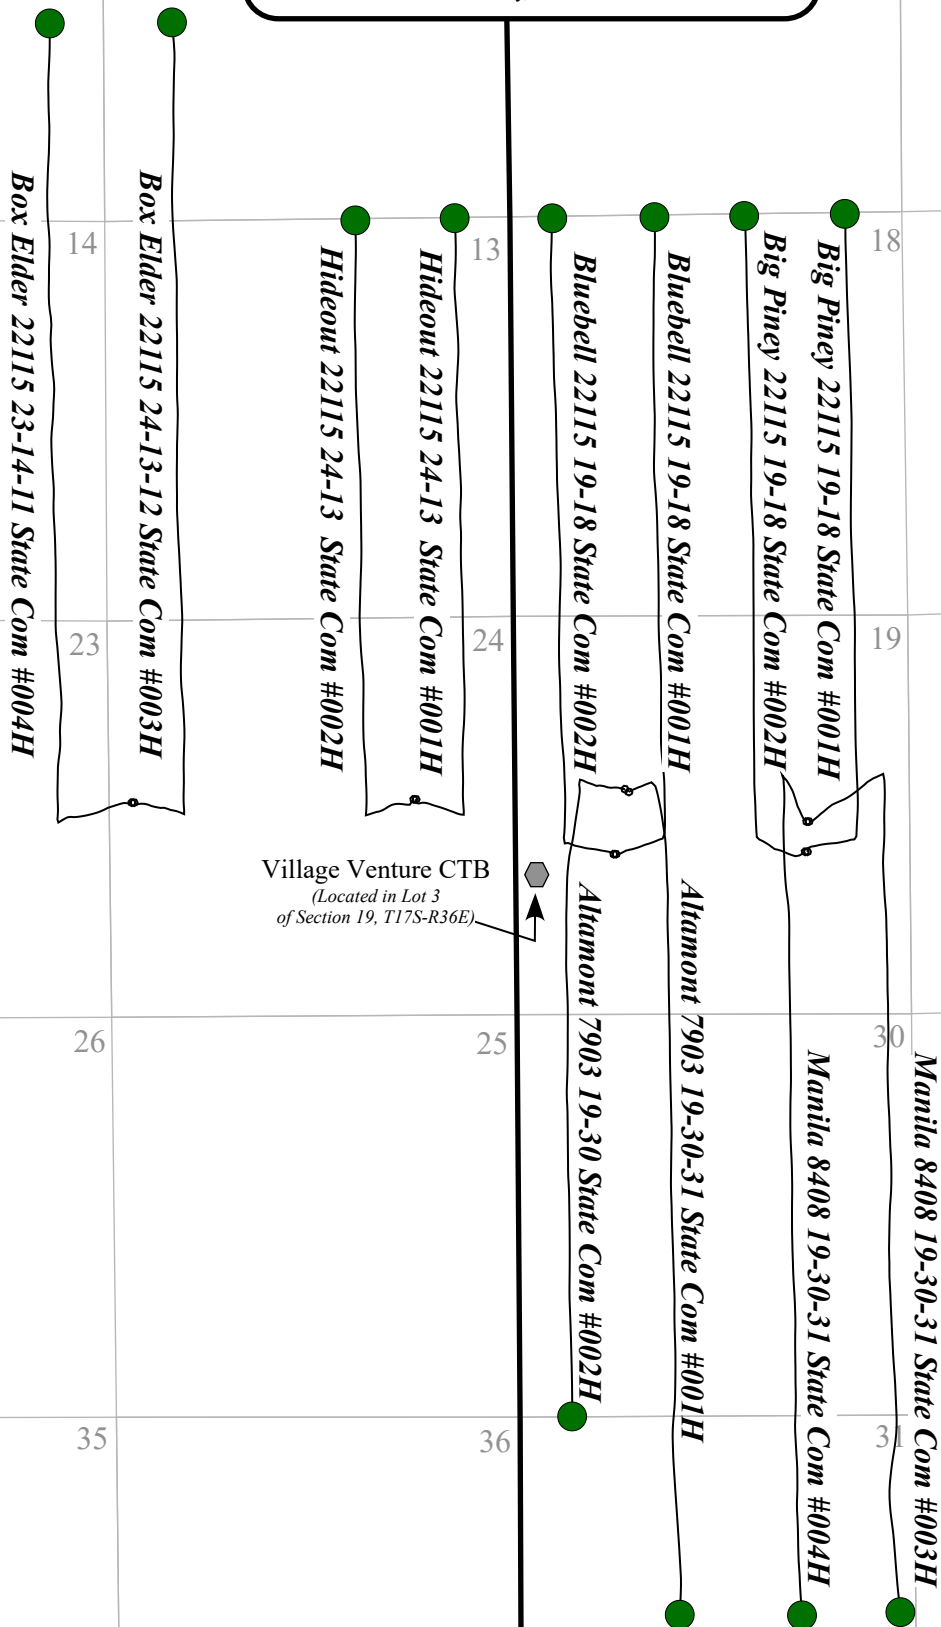 14
13
18
23
24
19
26
25
30
35
36
31
Box Elder 22115 23-14-11 State Com #004H
Box Elder 22115 24-13-12 State Com #003H
Hideout 22115 24-13 State Com #002H
Hideout 22115 24-13 State Com #001H
Bluebell 22115 19-18 State Com #002H
Bluebell 22115 19-18 State Com #001H
Big Piney 22115 19-18 State Com #002H
Big Piney 22115 19-18 State Com #001H
Village Venture CTB
(Located in Lot 3
of Section 19, T17S-R36E)
Altamont 7903 19-30 State Com #002H
Altamont 7903 19-30-31 State Com #001H
Manila 8408 19-30-31 State Com #004H
Manila 8408 19-30-31 State Com #003H